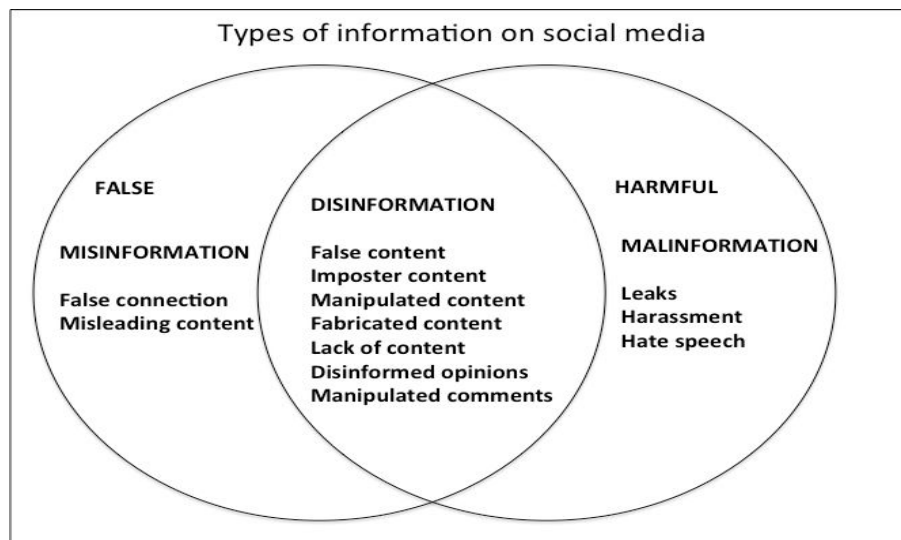 Types of information on social media
FALSE
MISINFORMATION
False connection
Misleading content
DISINFORMATION
False content
Imposter content
Manipulated content
Fabricated content
Lack of content
Disinformed opinions
Manipulated comments
HARMFUL
MALINFORMATION
Leaks
Harassment
Hate speech